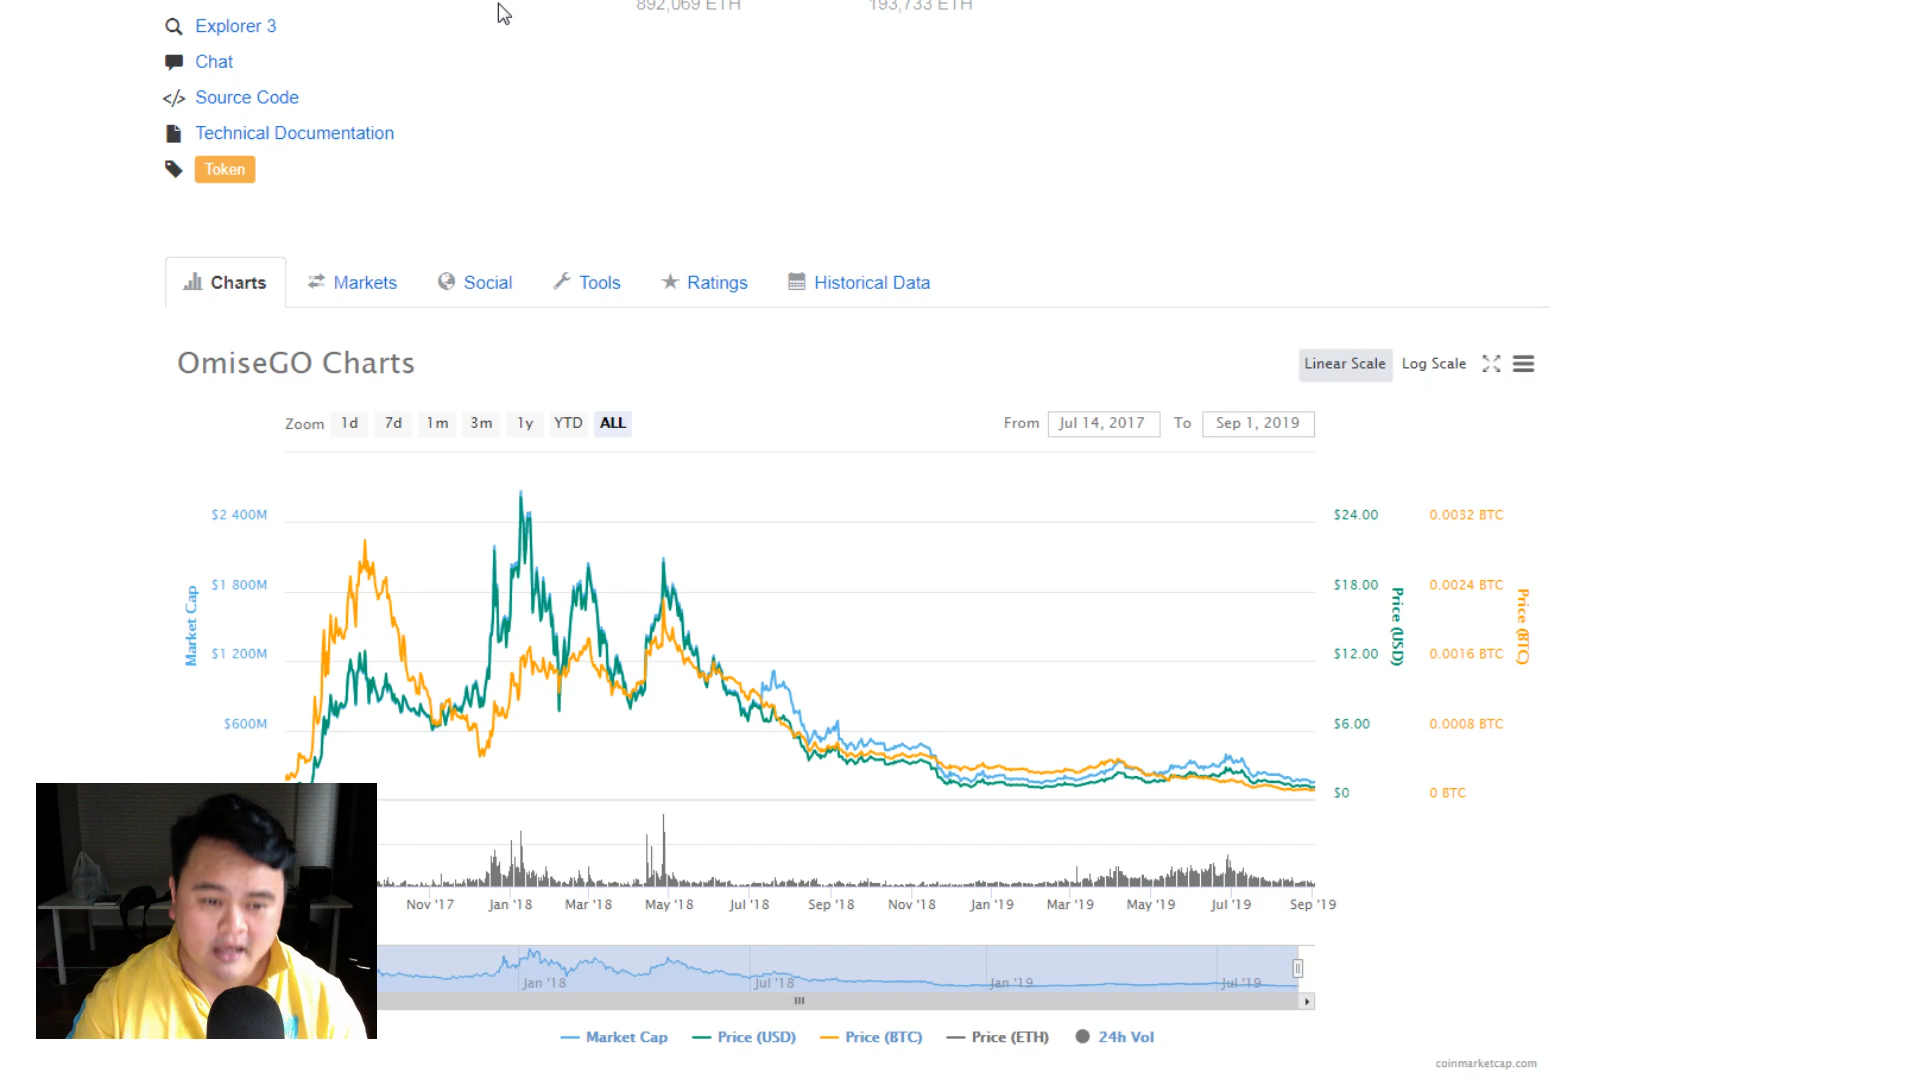 892,069 ETH 193,733 ETH
Explorer 3
Chat
Source Code
Technical Documentation
Token
Charts Markets Social Tools Ratings Historical Data
OmiseGO Charts
Linear Scale Log Scale
Zoom 1d 7d 1m 3m 1y YTD ALL From Jul 14, 2017 To Sep 1, 2019
$2 400M $24.00 0.0032 BTC
$1 800M $18.00 0.0024 BTC
Market Cap Price (USD) Price (BTC)
$1 200M $12.00 0.0016 BTC
$600M $6.00 0.0008 BTC
$0 0 BTC
Nov '17 Jan '18 Mar '18 May '18 Jul '18 Sep '18 Nov '18 Jan '19 Mar '19 May '19 Jul '19 Sep '19
Jan '18 Jul '18 Jan '19 Jul '19
Market Cap Price (USD) Price (BTC) Price (ETH) 24h Vol
coinmarketcap.com